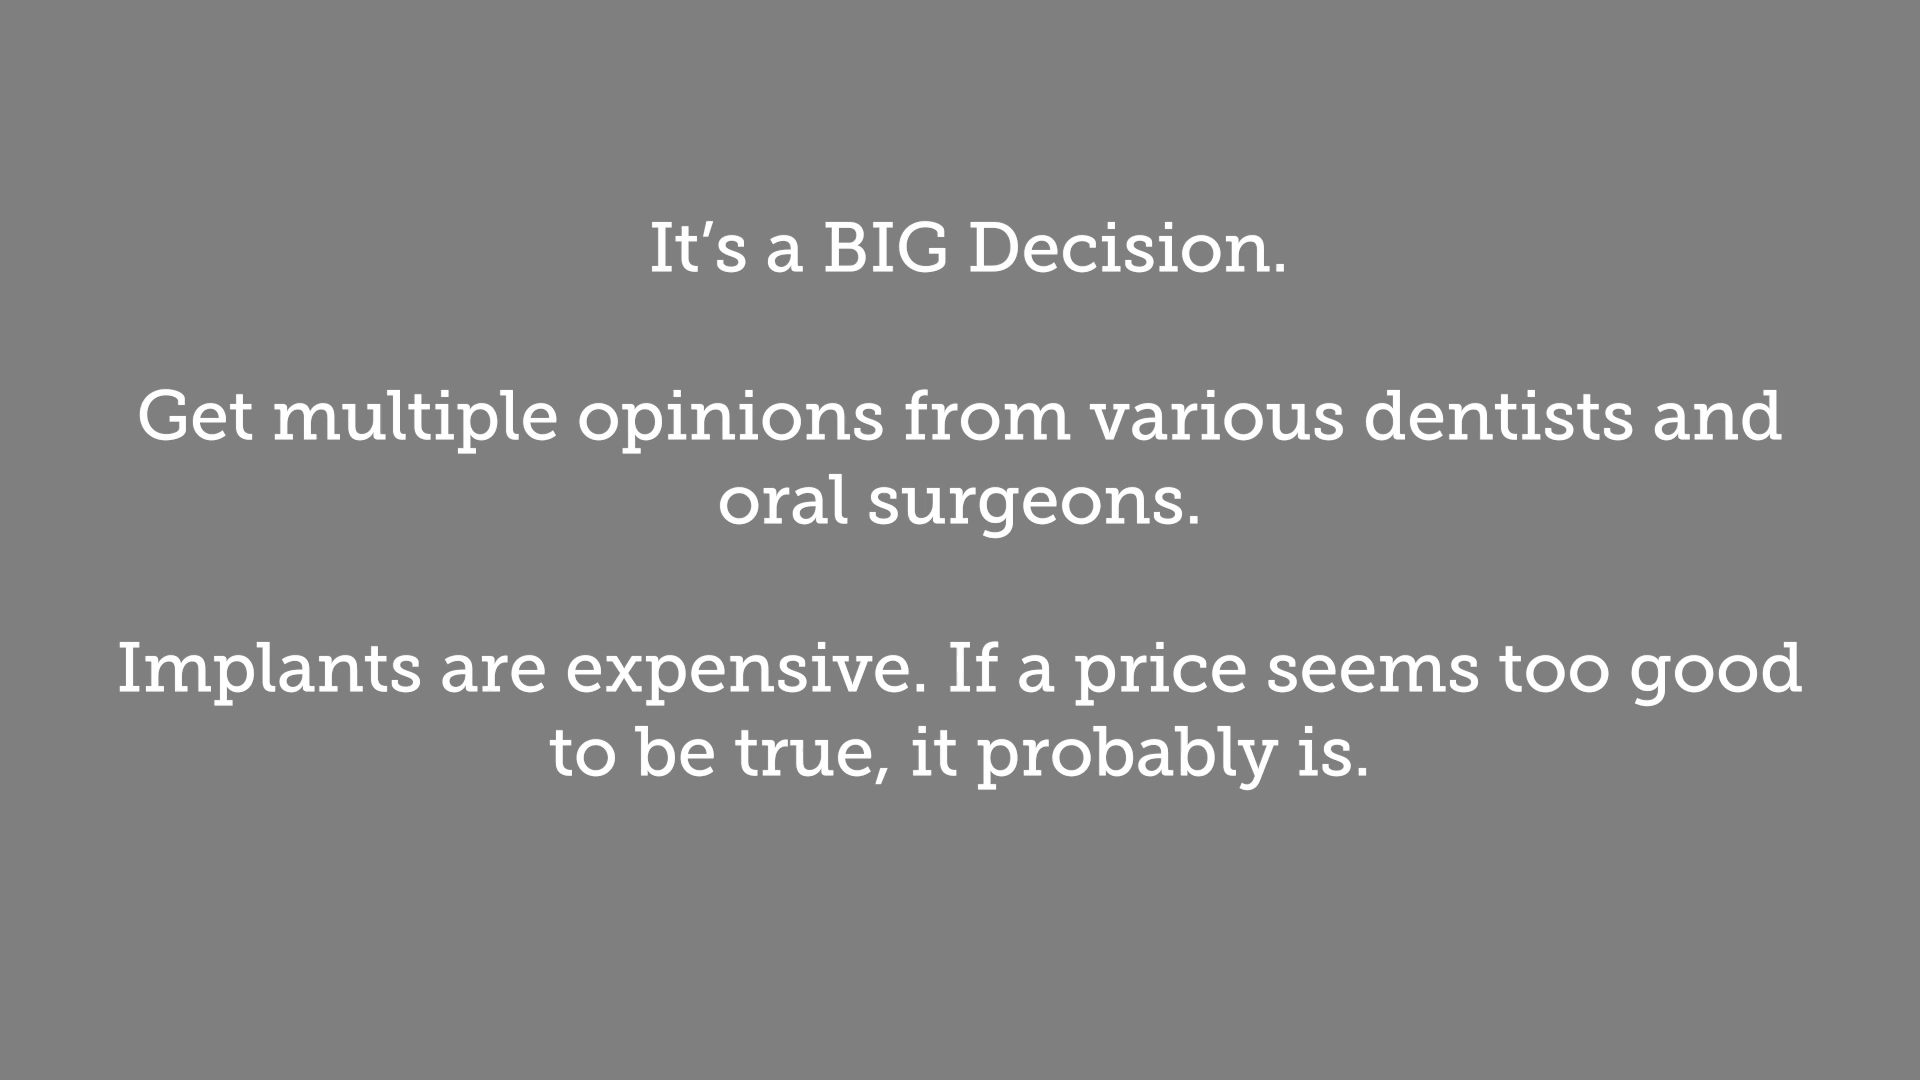 It’s a BIG Decision.
Get multiple opinions from various dentists and
oral surgeons.
Implants are expensive. If a price seems too good
to be true, it probably is.